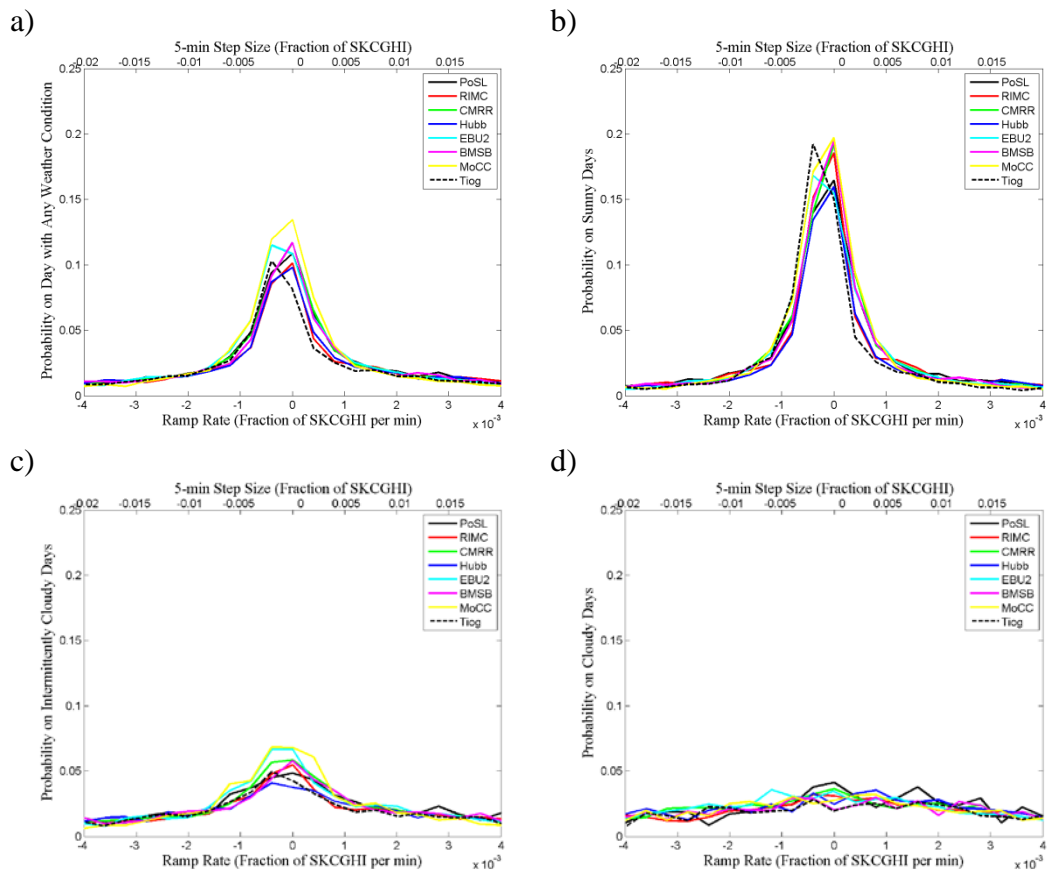 a)
5-min Step Size (Fraction of SKCGHI)
-0.02 -0.015 -0.01 -0.005 0 0.005 0.01 0.015
0.25
0.2
0.15
0.1
0.05
0
Probability on Day with Any Weather Condition
PoSL
RIMC
CMRR
Hubb
EBU2
BMSB
MoCC
Tiog
-4 -3 -2 -1 0 1 2 3 4
Ramp Rate (Fraction of SKCGHI per min)
x 10-3
b)
5-min Step Size (Fraction of SKCGHI)
-0.02 -0.015 -0.01 -0.005 0 0.005 0.01 0.015
0.25
0.2
0.15
0.1
0.05
0
Probability on Sunny Days
PoSL
RIMC
CMRR
Hubb
EBU2
BMSB
MoCC
Tiog
-4 -3 -2 -1 0 1 2 3 4
Ramp Rate (Fraction of SKCGHI per min)
x 10-3
c)
5-min Step Size (Fraction of SKCGHI)
-0.02 -0.015 -0.01 -0.005 0 0.005 0.01 0.015
0.25
0.2
0.15
0.1
0.05
0
Probability on Intermittently Cloudy Days
PoSL
RIMC
CMRR
Hubb
EBU2
BMSB
MoCC
Tiog
-4 -3 -2 -1 0 1 2 3 4
Ramp Rate (Fraction of SKCGHI per min)
x 10-3
d)
5-min Step Size (Fraction of SKCGHI)
-0.02 -0.015 -0.01 -0.005 0 0.005 0.01 0.015
0.25
0.2
0.15
0.1
0.05
0
Probability on Cloudy Days
PoSL
RIMC
CMRR
Hubb
EBU2
BMSB
MoCC
Tiog
-4 -3 -2 -1 0 1 2 3 4
Ramp Rate (Fraction of SKCGHI per min)
x 10-3